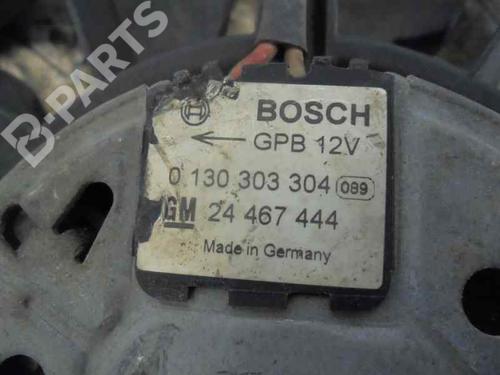 B-PARTS
BOSCH
GPB 12V
0 130 303 304 089
GM 24 467 444
Made in Germany